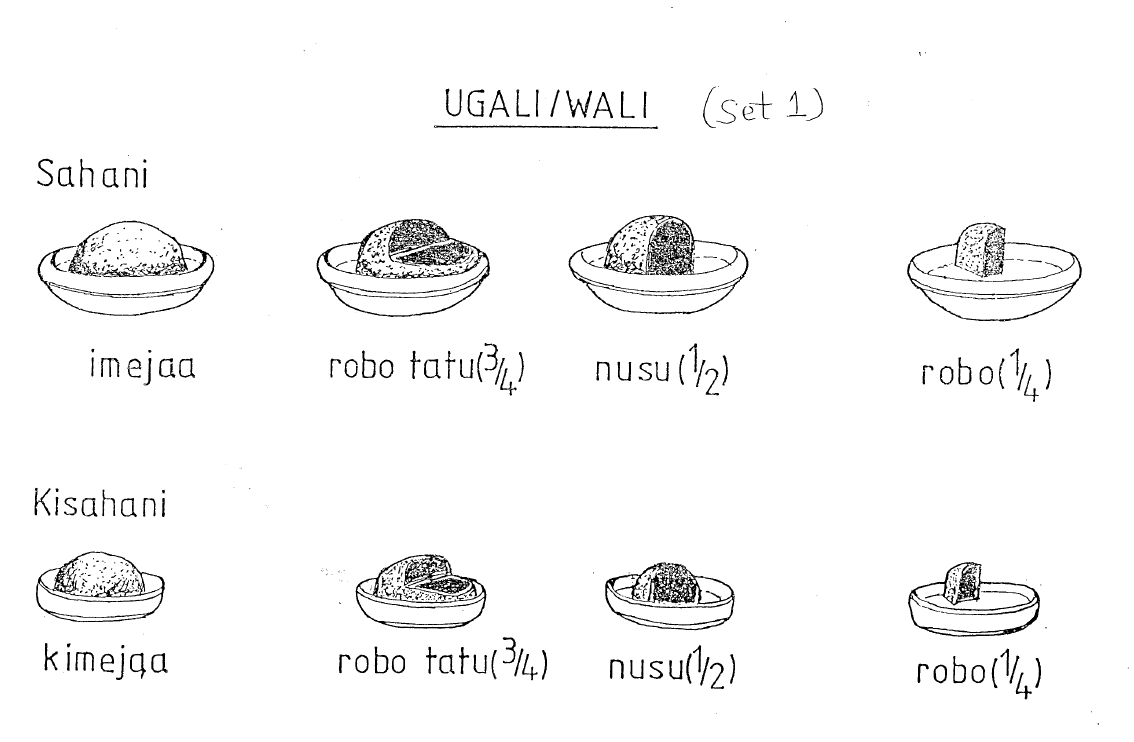 UGALI/WALI (set 1)
Sahani
imejaa robo tatu(3/4) nusu(1/2) robo(1/4)
Kisahani
kimejaa robo tatu(3/4) nusu(1/2) robo(1/4)